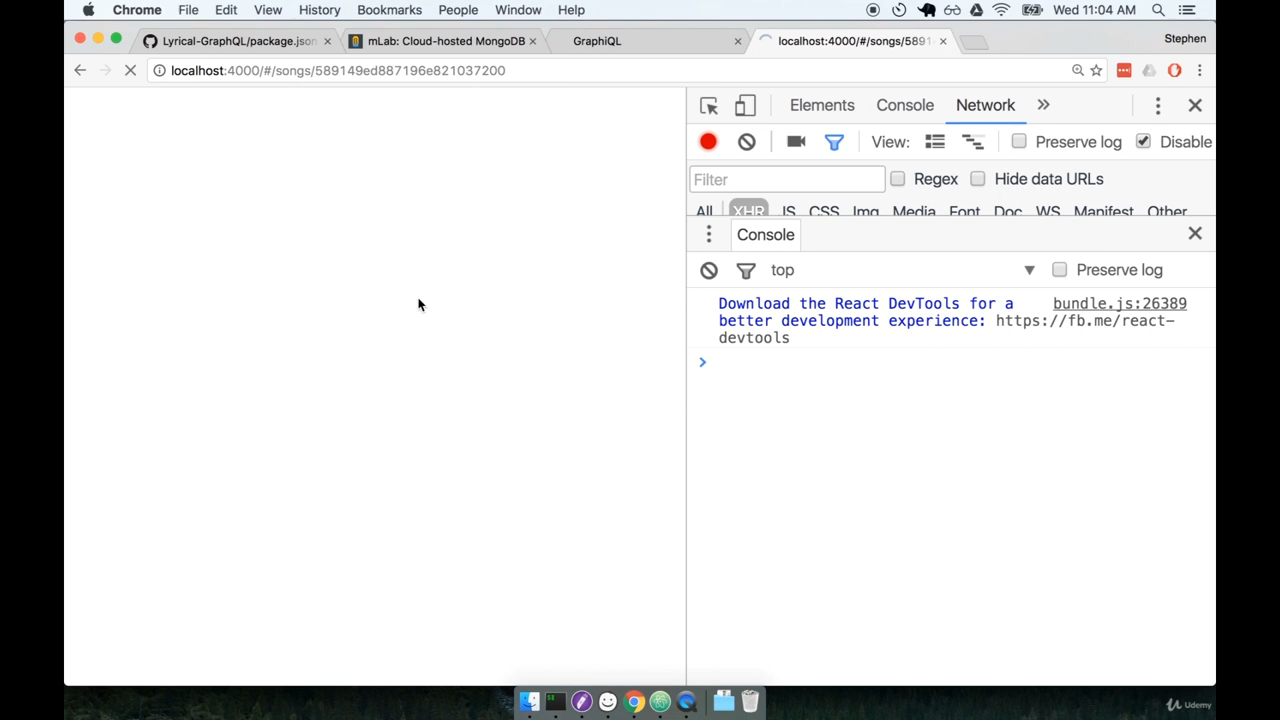 Chrome File Edit View History Bookmarks People Window Help Wed 11:04 AM
Lyrical-GraphQL/package.json mLab: Cloud-hosted MongoDB GraphiQL localhost:4000/#/songs/5891 Stephen
localhost:4000/#/songs/589149ed887196e821037200
Elements Console Network
View: Preserve log Disable
Filter Regex Hide data URLs
All XHR JS CSS Img Media Font Doc WS Manifest Other
Console
top Preserve log
Download the React DevTools for a bundle.js:26389
better development experience: https://fb.me/react-
devtools
Udemy